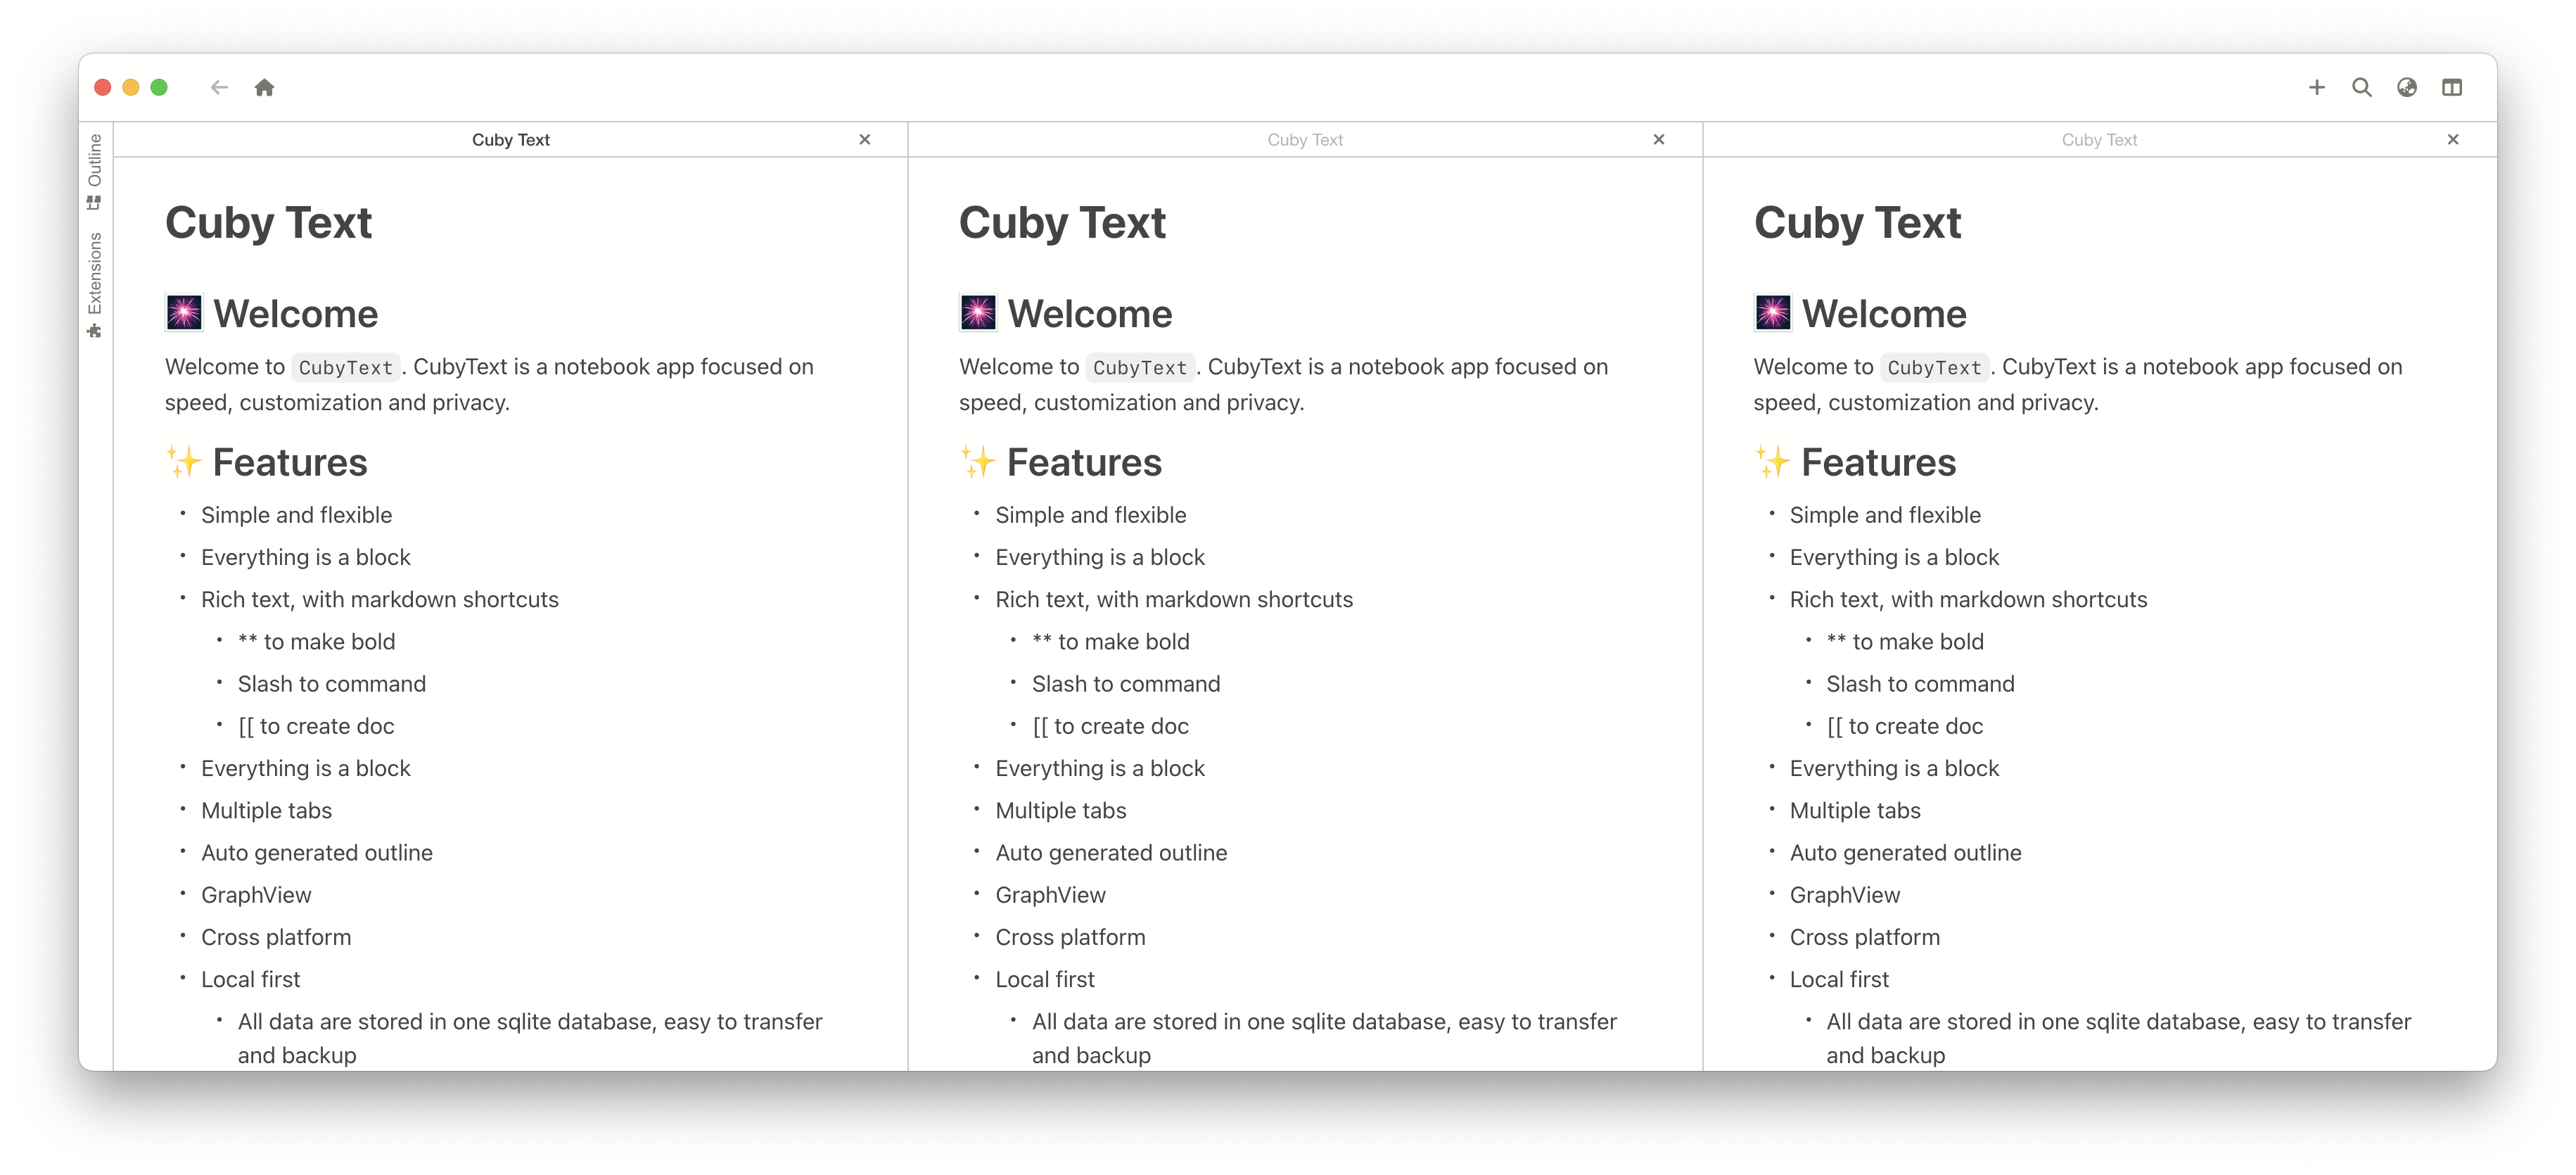 Outline
Extensions
Cuby Text
Cuby Text
Welcome
Welcome to CubyText. CubyText is a notebook app focused on
speed, customization and privacy.
Features
Simple and flexible
Everything is a block
Rich text, with markdown shortcuts
** to make bold
Slash to command
[[ to create doc
Everything is a block
Multiple tabs
Auto generated outline
GraphView
Cross platform
Local first
All data are stored in one sqlite database, easy to transfer
and backup
Cuby Text
Cuby Text
Welcome
Welcome to CubyText. CubyText is a notebook app focused on
speed, customization and privacy.
Features
Simple and flexible
Everything is a block
Rich text, with markdown shortcuts
** to make bold
Slash to command
[[ to create doc
Everything is a block
Multiple tabs
Auto generated outline
GraphView
Cross platform
Local first
All data are stored in one sqlite database, easy to transfer
and backup
Cuby Text
Cuby Text
Welcome
Welcome to CubyText. CubyText is a notebook app focused on
speed, customization and privacy.
Features
Simple and flexible
Everything is a block
Rich text, with markdown shortcuts
** to make bold
Slash to command
[[ to create doc
Everything is a block
Multiple tabs
Auto generated outline
GraphView
Cross platform
Local first
All data are stored in one sqlite database, easy to transfer
and backup